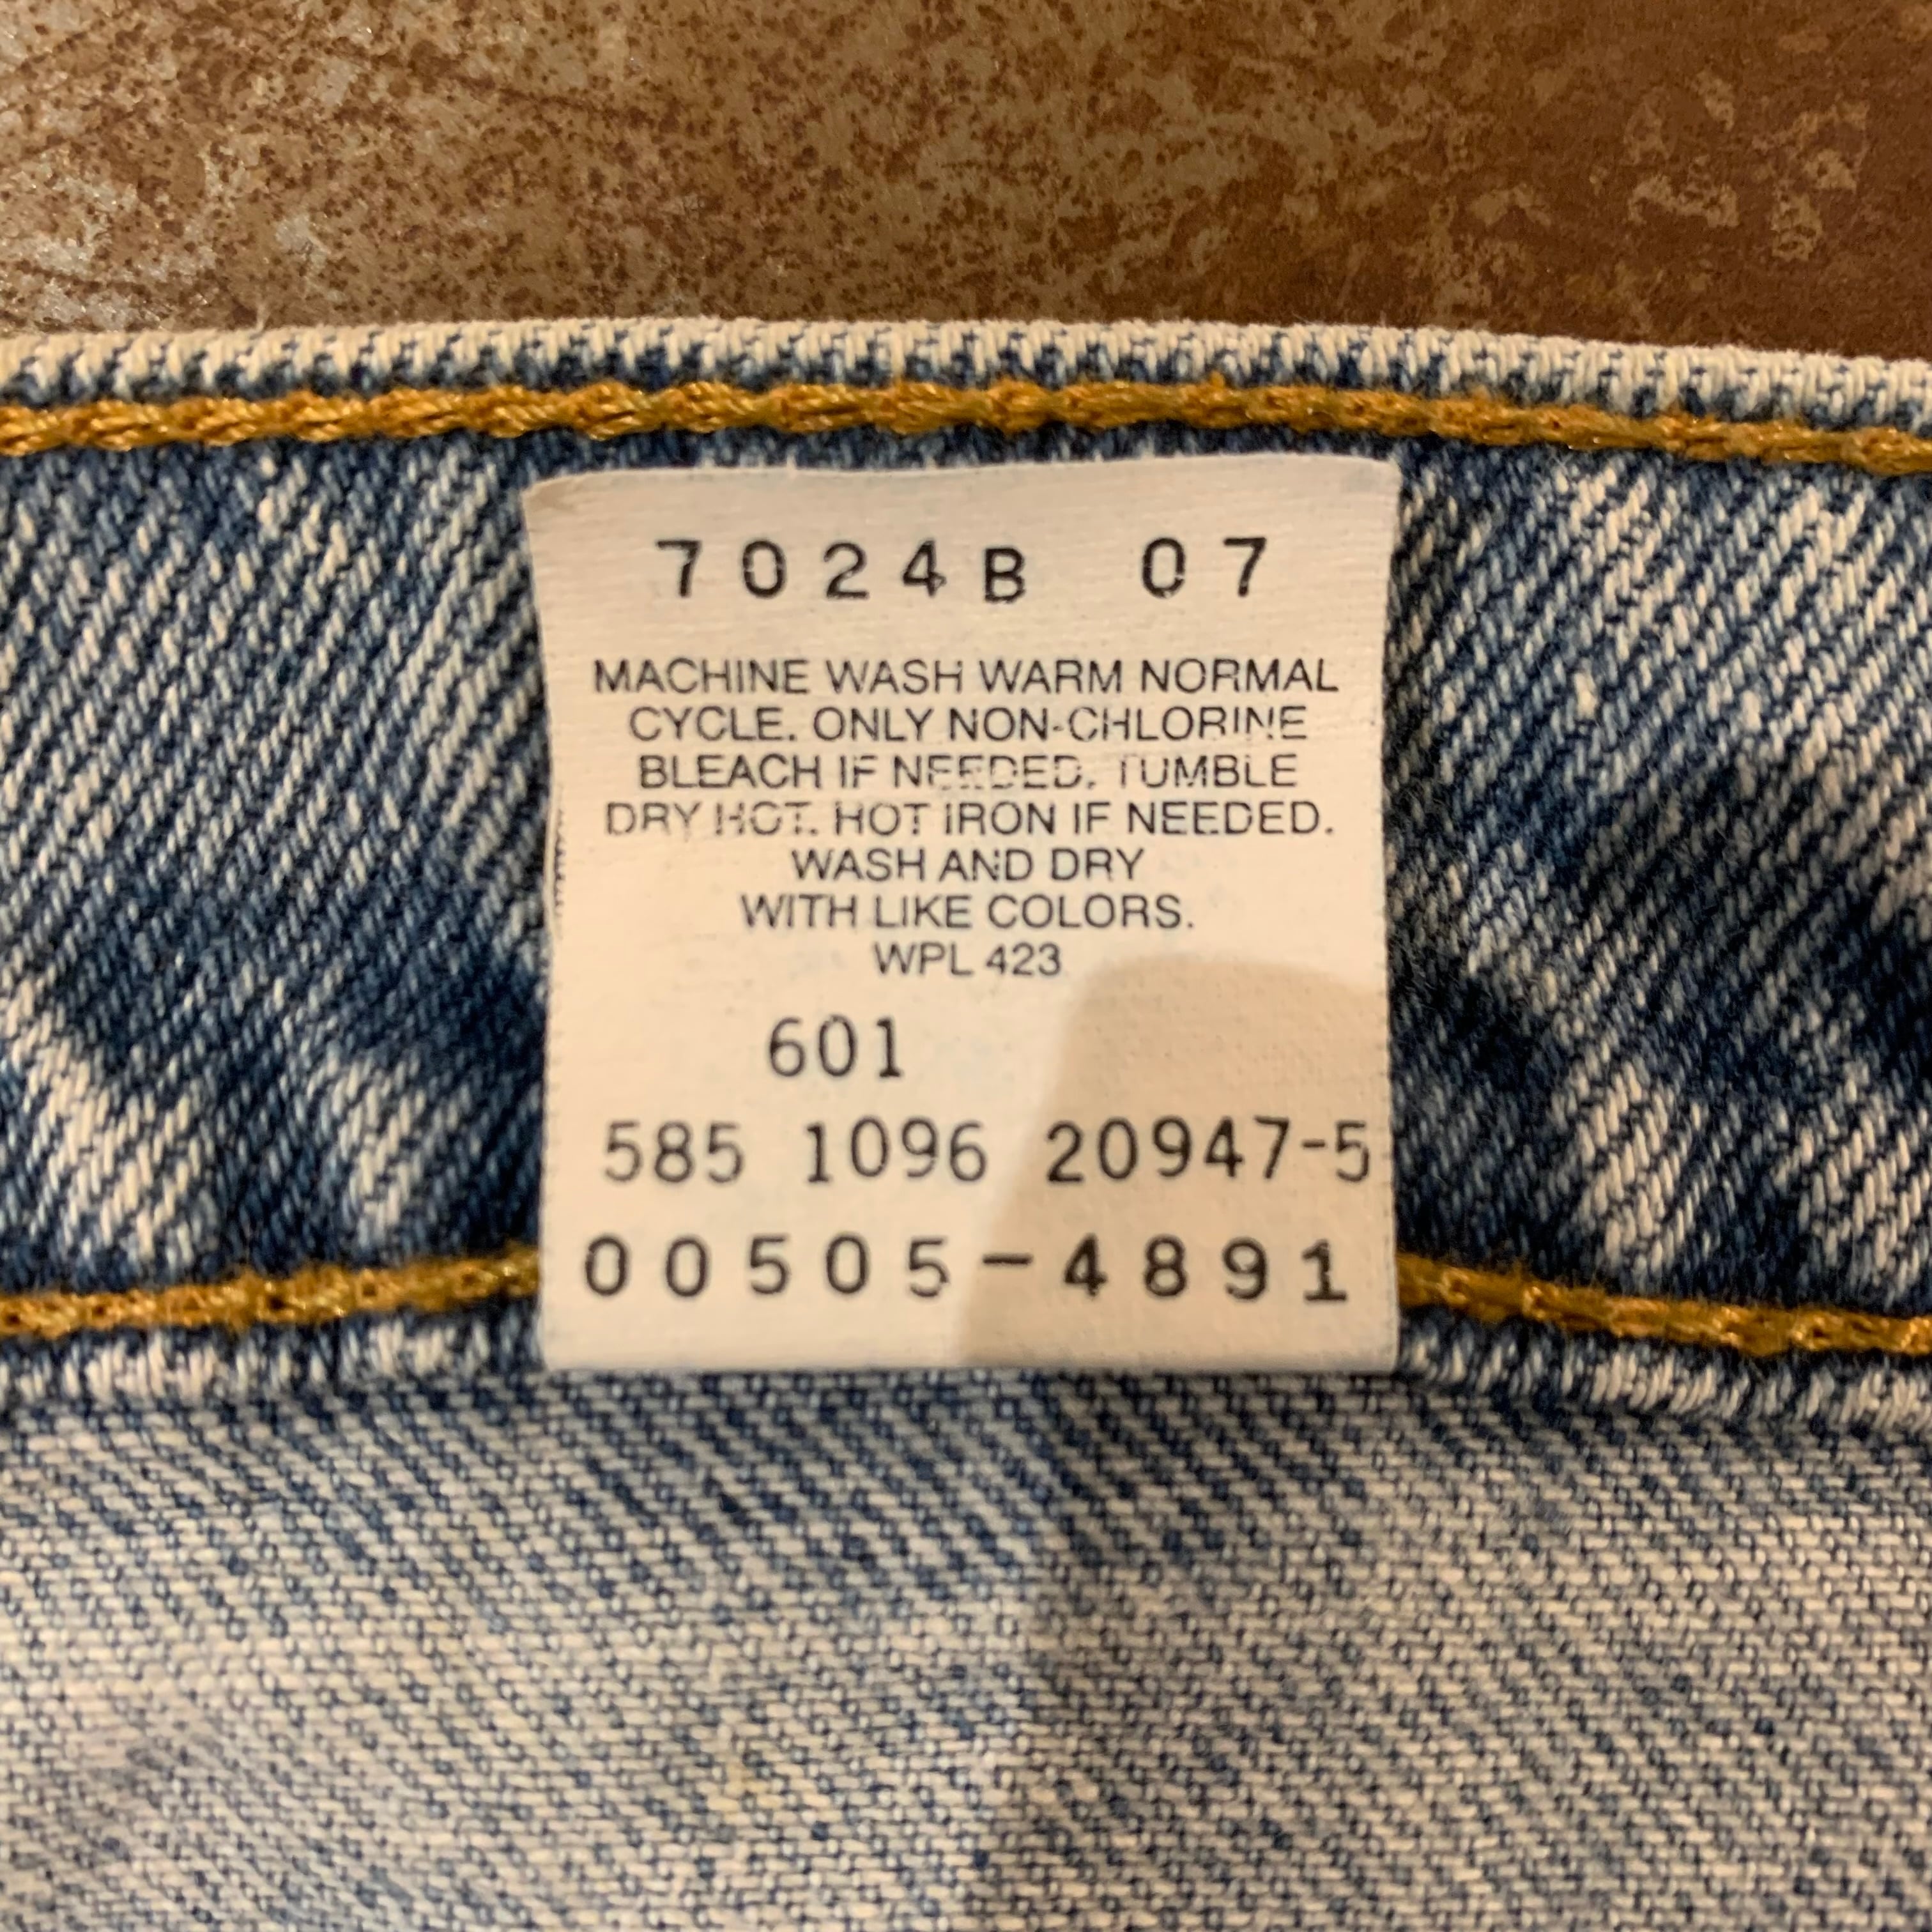 7024B 07
MACHINE WASH WARM NORMAL
CYCLE. ONLY NON-CHLORINE
BLEACH IF NEEDED. TUMBLE
DRY HOT. HOT IRON IF NEEDED.
WASH AND DRY
WITH LIKE COLORS.
WPL 423
601
585 1096 20947-5
00505-4891